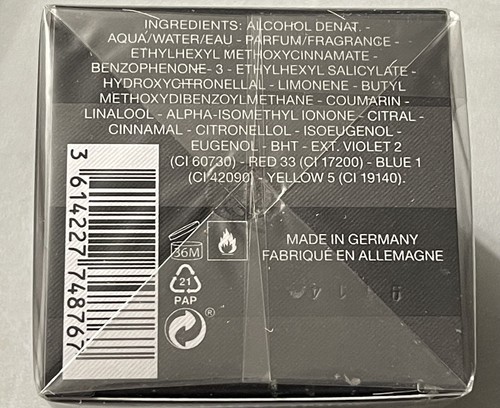 INGREDIENTS: ALCOHOL DENAT. -
AQUA/WATER/EAU - PARFUM/FRAGRANCE -
ETHYLHEXYL METHOXYCINNAMATE -
BENZOPHENONE- 3 - ETHYLHEXYL SALICYLATE -
HYDROXYCITRONELLAL - LIMONENE - BUTYL
METHOXYDIBENZOYLMETHANE - COUMARIN -
LINALOOL - ALPHA-ISOMETHYL IONONE - CITRAL -
CINNAMAL - CITRONELLOL - ISOEUGENOL -
EUGENOL - BHT - EXT. VIOLET 2
(CI 60730) - RED 33 (CI 17200) - BLUE 1
(CI 42090) - YELLOW 5 (CI 19140).
3 614227 748767
36M
MADE IN GERMANY
FABRIQUÉ EN ALLEMAGNE
21
PAP
®